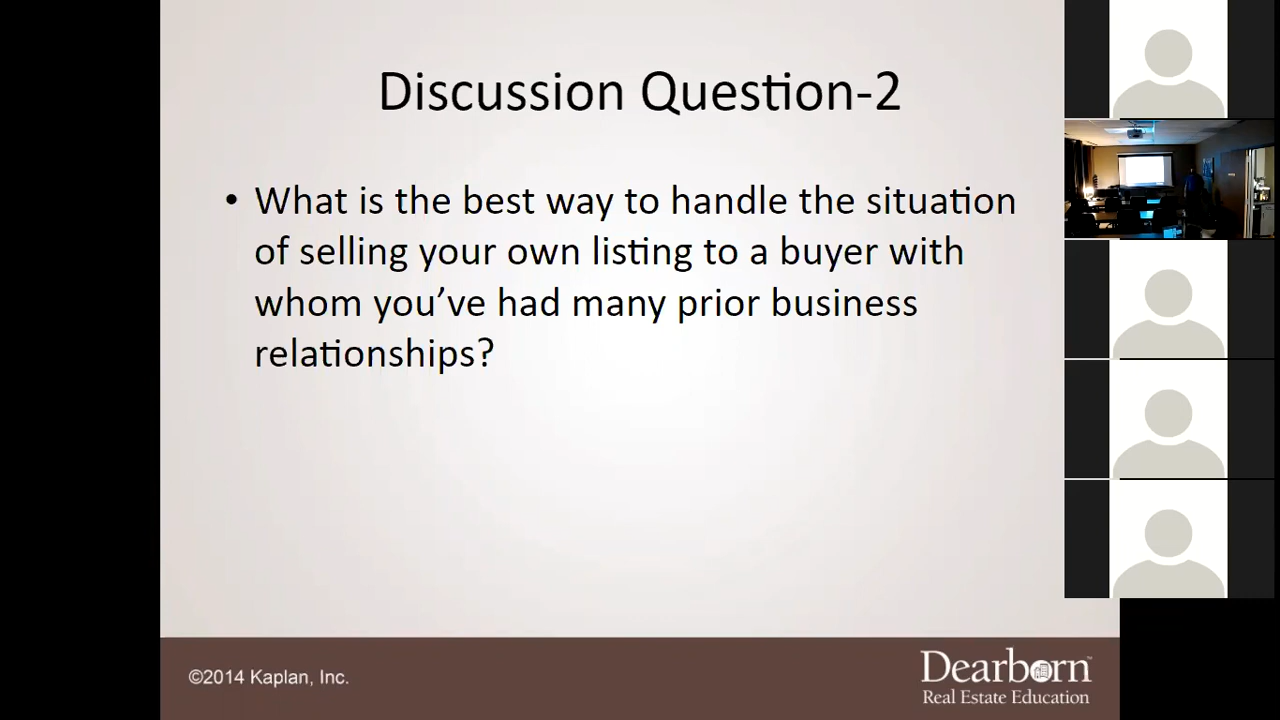 Discussion Question-2
• What is the best way to handle the situation
of selling your own listing to a buyer with
whom you’ve had many prior business
relationships?
©2014 Kaplan, Inc.
Dearborn™
Real Estate Education